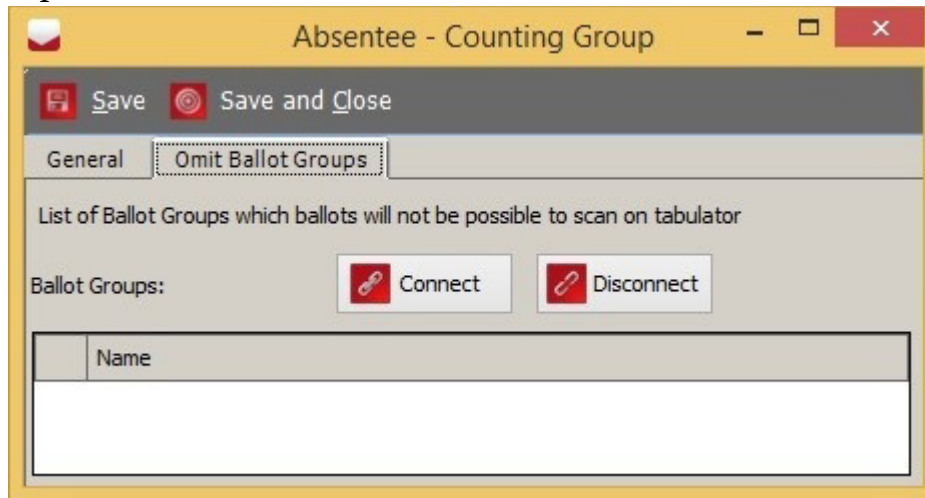 Absentee - Counting Group
Save Save and Close
General Omit Ballot Groups
List of Ballot Groups which ballots will not be possible to scan on tabulator
Ballot Groups: Connect Disconnect
Name